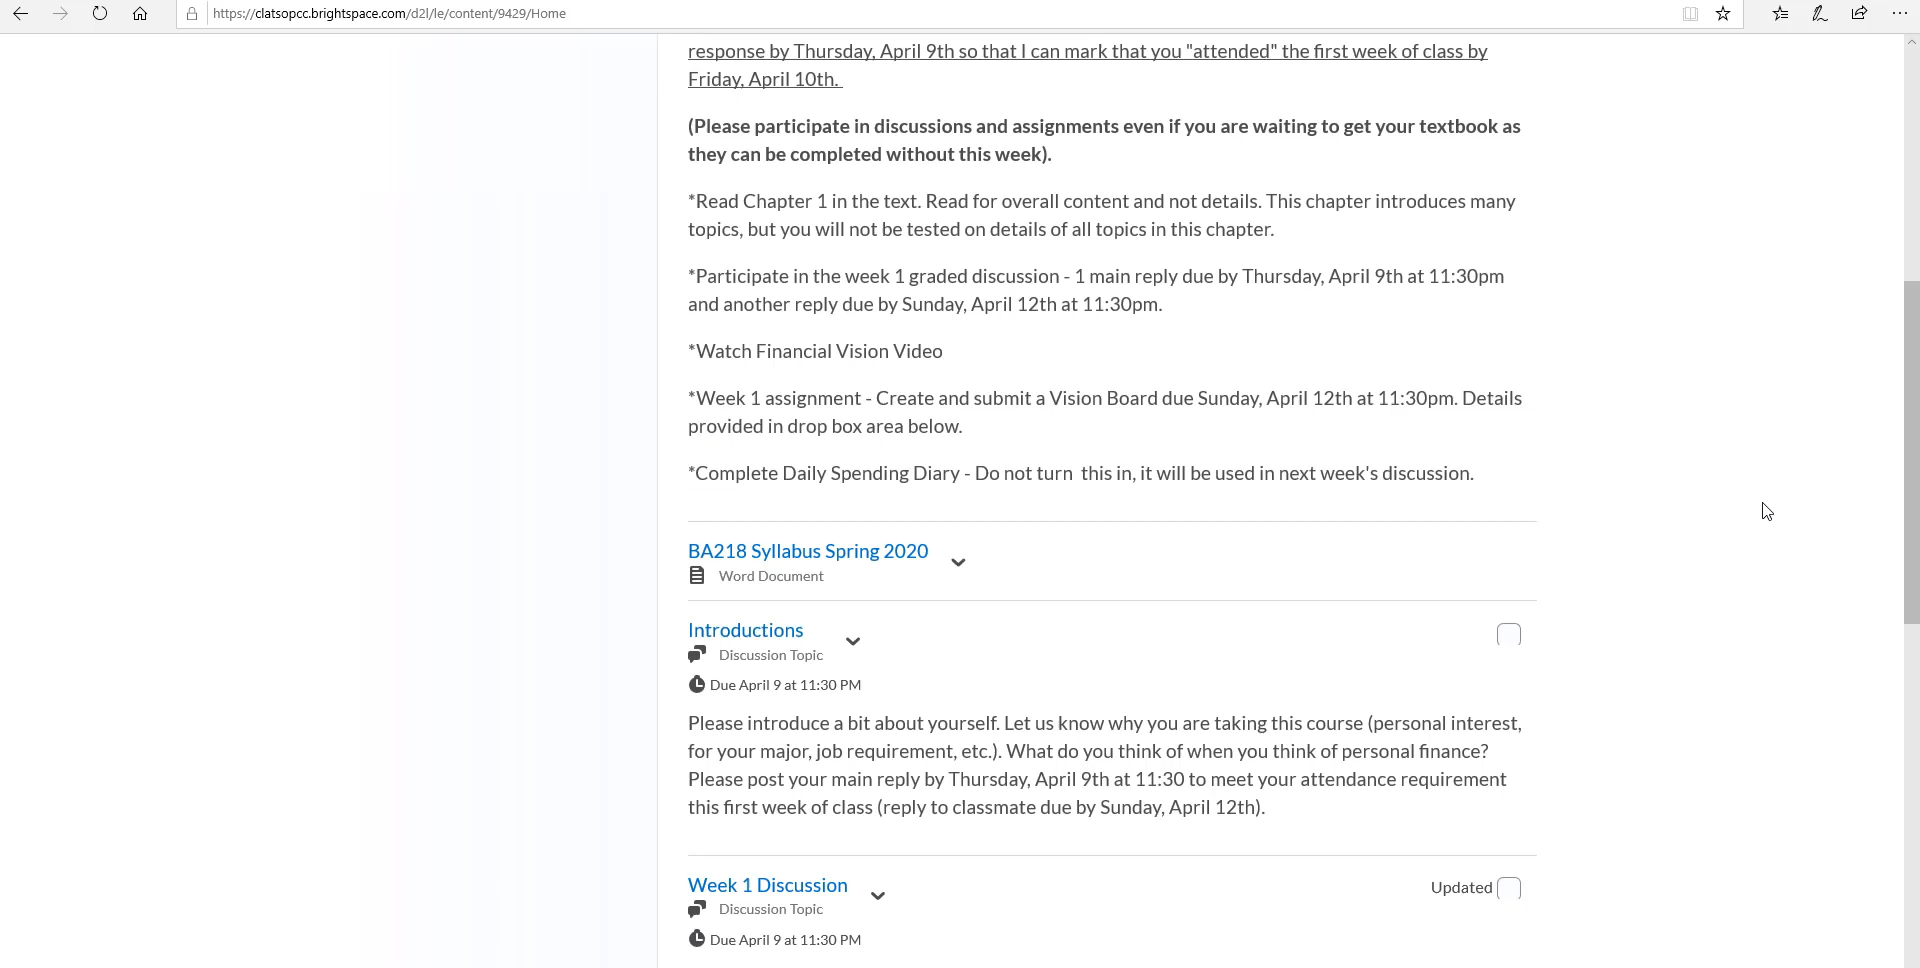 https://clatsopcc.brightspace.com/d2l/le/content/9429/Home
response by Thursday, April 9th so that I can mark that you "attended" the first week of class by
Friday, April 10th.
(Please participate in discussions and assignments even if you are waiting to get your textbook as
they can be completed without this week).
*Read Chapter 1 in the text. Read for overall content and not details. This chapter introduces many
topics, but you will not be tested on details of all topics in this chapter.
*Participate in the week 1 graded discussion - 1 main reply due by Thursday, April 9th at 11:30pm
and another reply due by Sunday, April 12th at 11:30pm.
*Watch Financial Vision Video
*Week 1 assignment - Create and submit a Vision Board due Sunday, April 12th at 11:30pm. Details
provided in drop box area below.
*Complete Daily Spending Diary - Do not turn  this in, it will be used in next week's discussion.
BA218 Syllabus Spring 2020
Word Document
Introductions
Discussion Topic
Due April 9 at 11:30 PM
Please introduce a bit about yourself. Let us know why you are taking this course (personal interest,
for your major, job requirement, etc.). What do you think of when you think of personal finance?
Please post your main reply by Thursday, April 9th at 11:30 to meet your attendance requirement
this first week of class (reply to classmate due by Sunday, April 12th).
Week 1 Discussion
Updated
Discussion Topic
Due April 9 at 11:30 PM